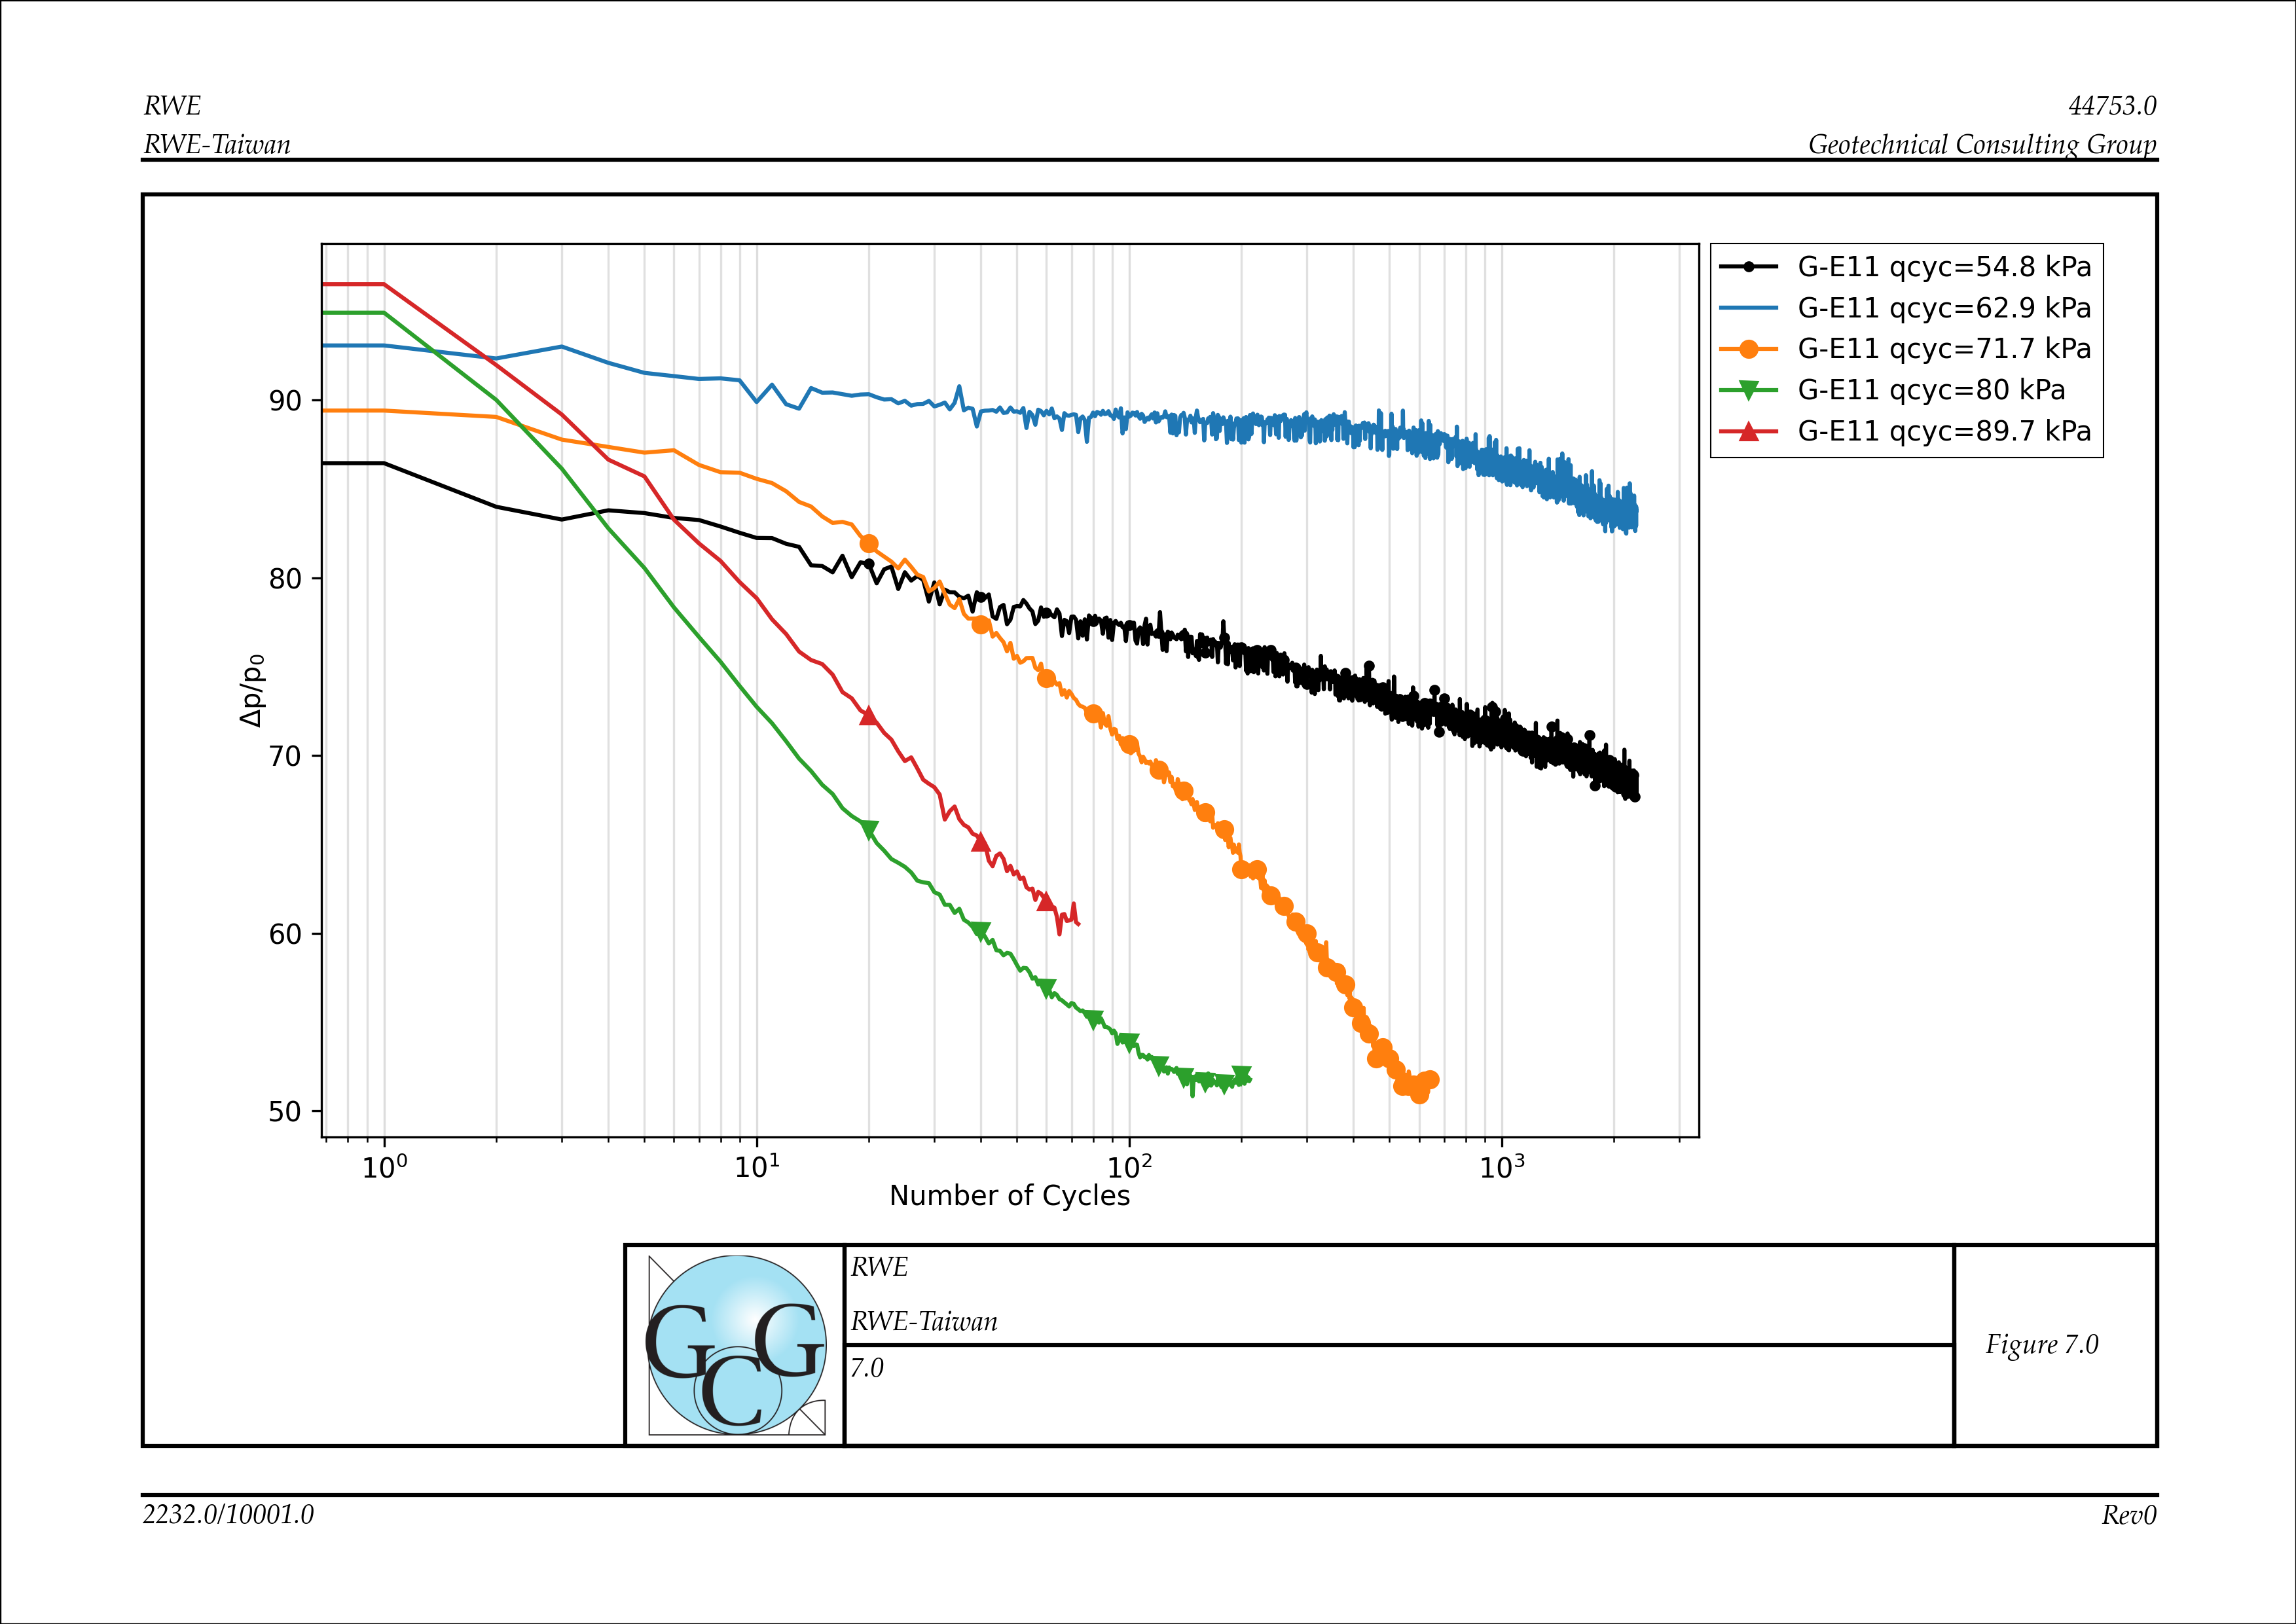 RWE
44753.0
RWE-Taiwan
Geotechnical Consulting Group
G-E11 qcyc=54.8 kPa
G-E11 qcyc=62.9 kPa
G-E11 qcyc=71.7 kPa
G-E11 qcyc=80 kPa
G-E11 qcyc=89.7 kPa
90
80
Δp/p₀
70
60
50
10⁰ 10¹ 10² 10³
Number of Cycles
GCG
RWE
RWE-Taiwan
7.0
Figure 7.0
2232.0/10001.0
Rev0